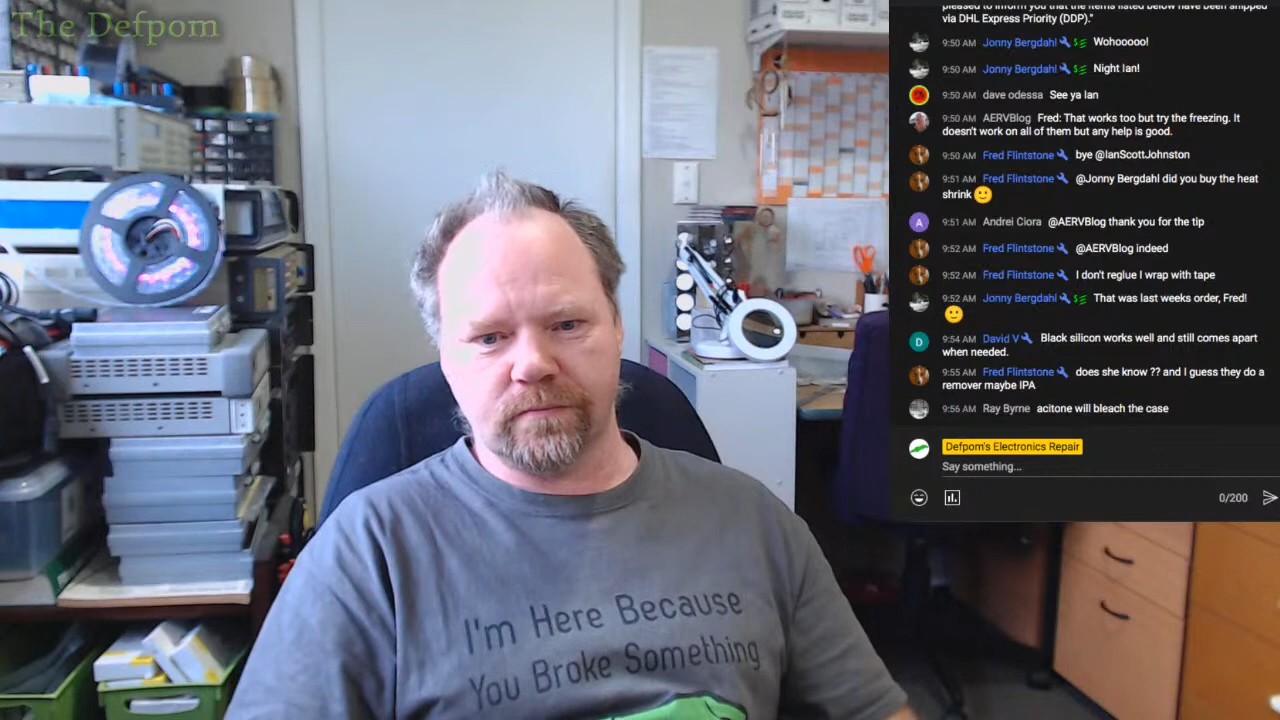 The Defpom
pleased to inform you that the items listed below have been shipped
via DHL Express Priority (DDP)."
9:50 AM Jonny Bergdahl Wohooooo!
9:50 AM Jonny Bergdahl Night Ian!
9:50 AM dave odessa See ya Ian
9:50 AM AERVBlog Fred: That works too but try the freezing. It
doesn't work on all of them but any help is good.
9:50 AM Fred Flintstone bye @IanScottJohnston
9:51 AM Fred Flintstone @Jonny Bergdahl did you buy the heat
shrink
A 9:51 AM Andrei Ciora @AERVBlog thank you for the tip
9:52 AM Fred Flintstone @AERVBlog indeed
9:52 AM Fred Flintstone I don't reglue I wrap with tape
9:52 AM Jonny Bergdahl That was last weeks order, Fred!
D 9:54 AM David V Black silicon works well and still comes apart
when needed.
9:55 AM Fred Flintstone does she know ?? and I guess they do a
remover maybe IPA
9:56 AM Ray Byrne acitone will bleach the case
Defpom's Electronics Repair
Say something...
0/200
I'm Here Because
You Broke Something